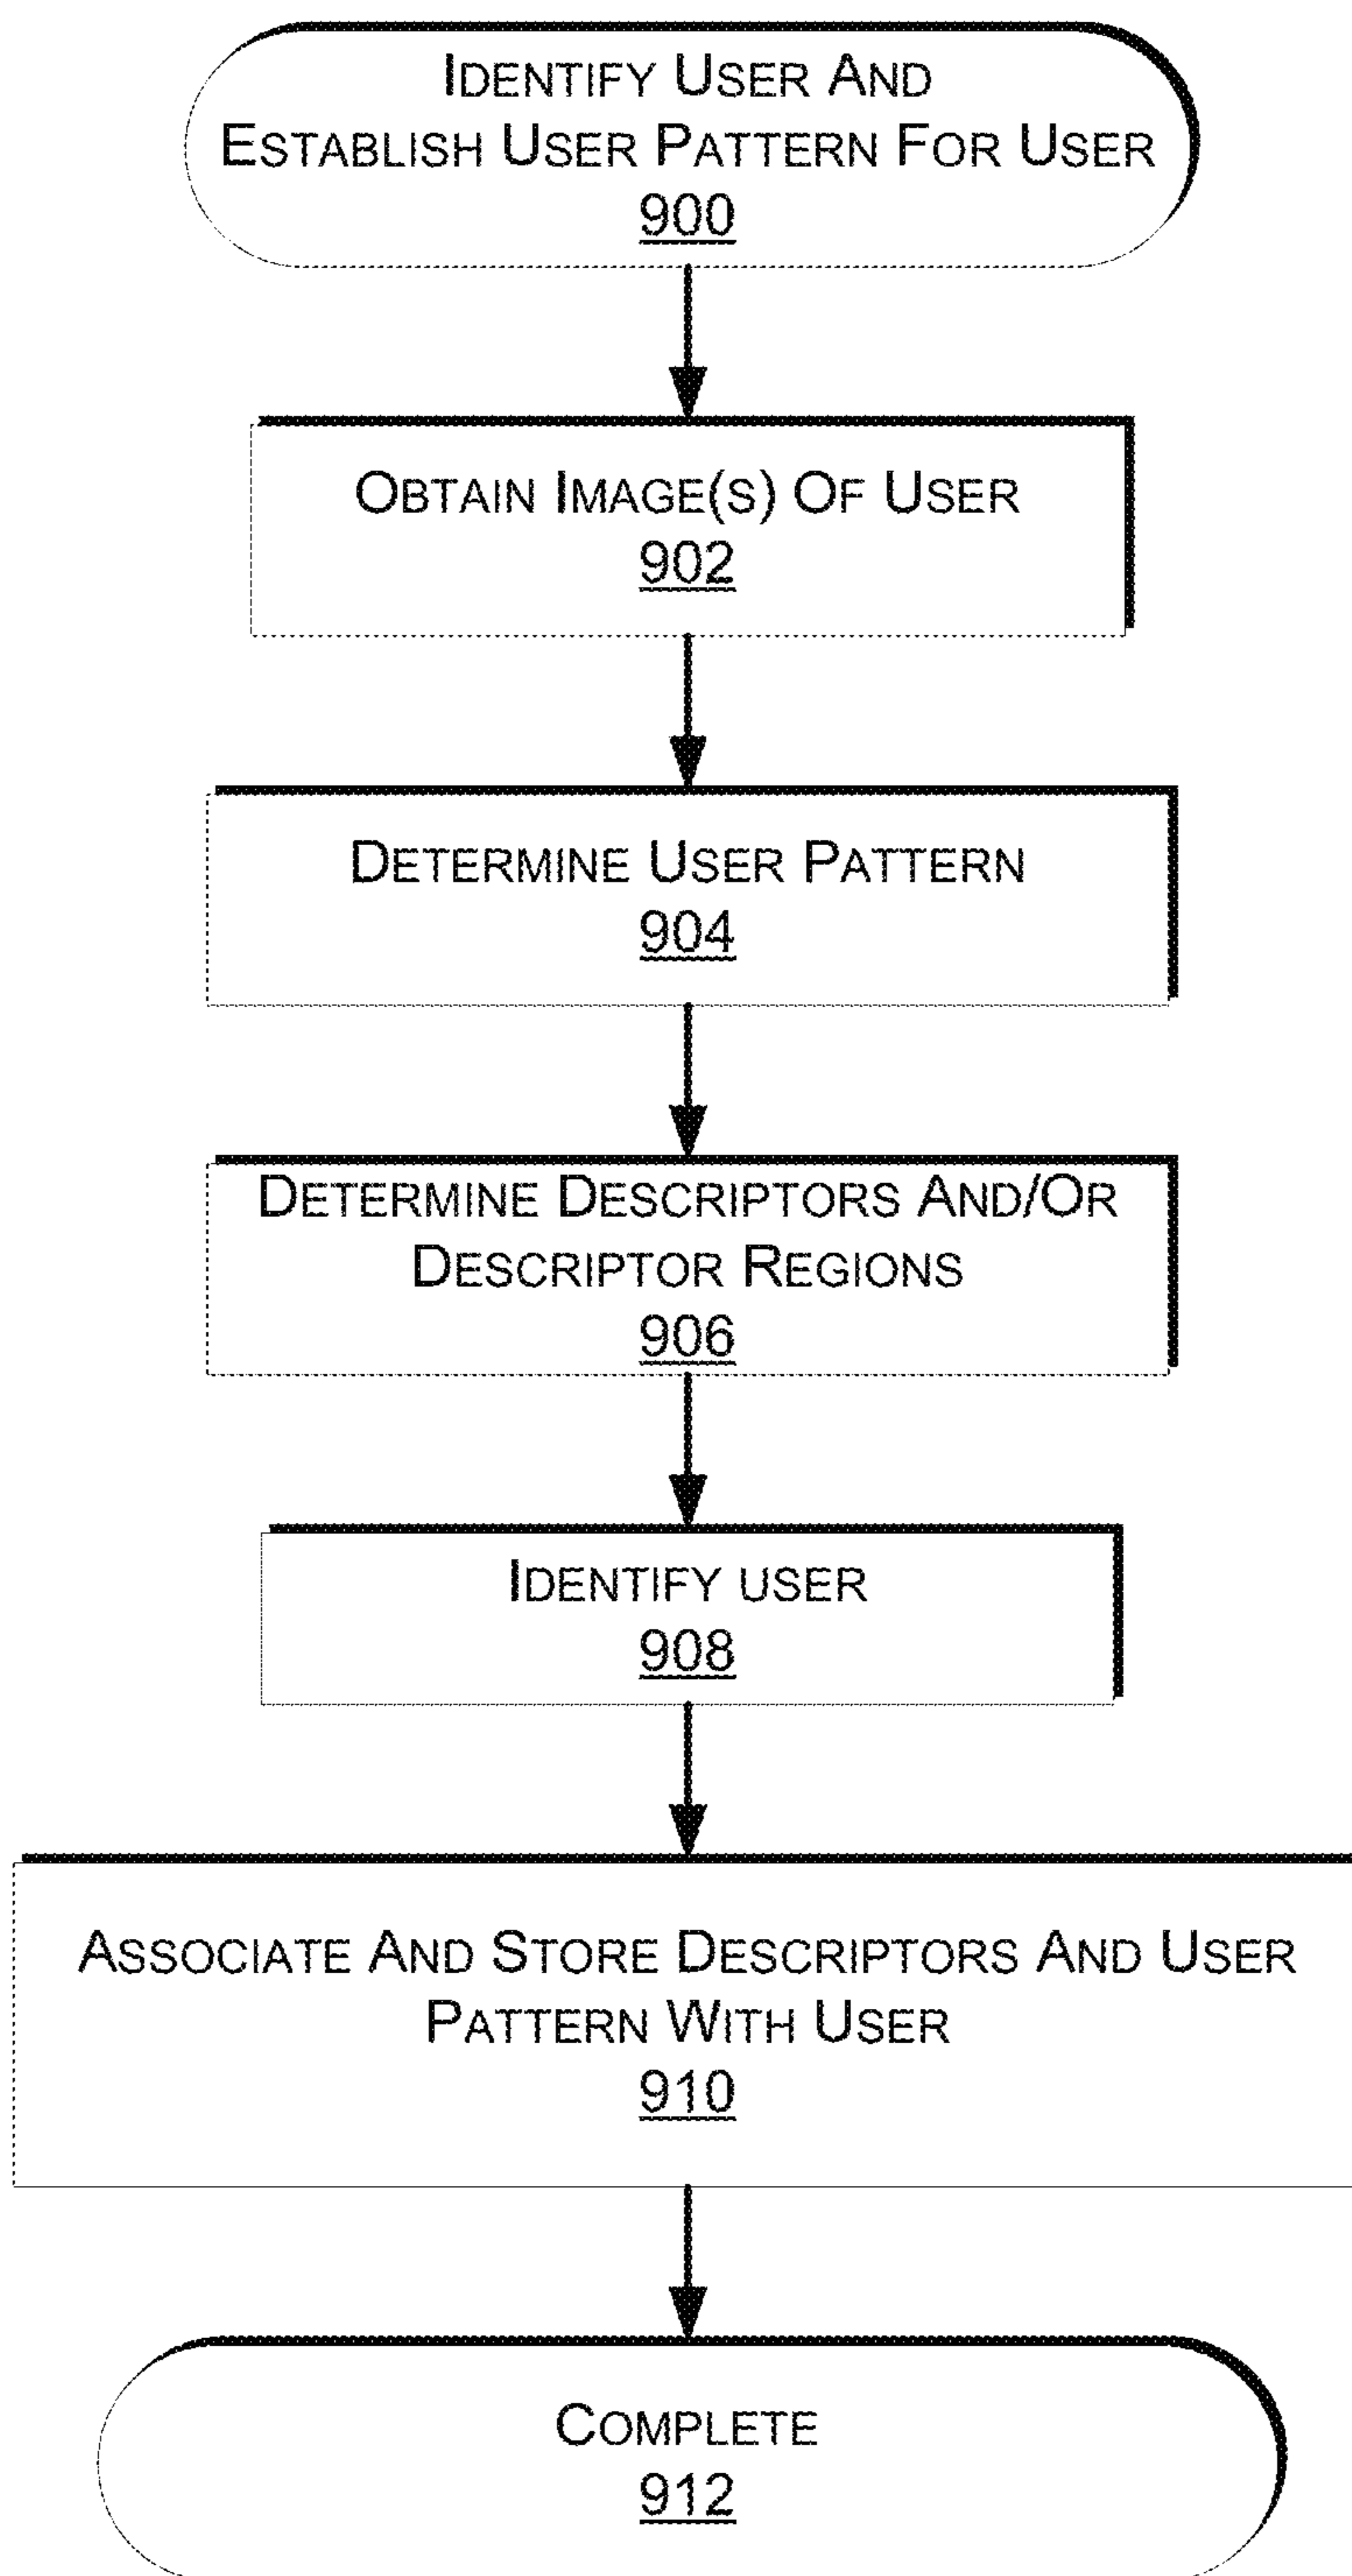 IDENTIFY USER AND
ESTABLISH USER PATTERN FOR USER
900
OBTAIN IMAGE(S) OF USER
902
DETERMINE USER PATTERN
904
DETERMINE DESCRIPTORS AND/OR
DESCRIPTOR REGIONS
906
IDENTIFY USER
908
ASSOCIATE AND STORE DESCRIPTORS AND USER
PATTERN WITH USER
910
COMPLETE
912